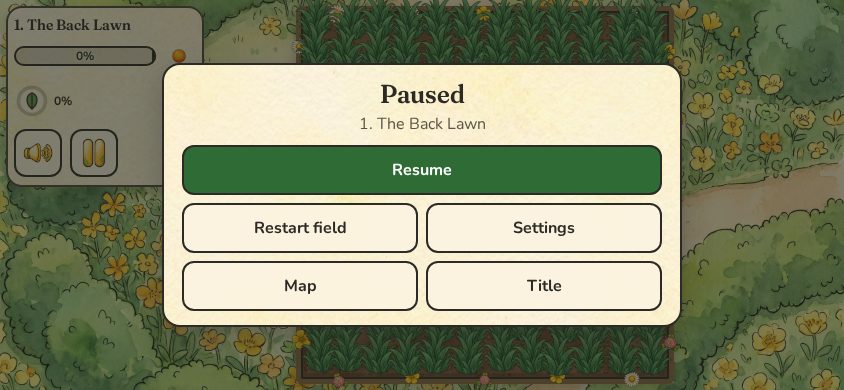 1. The Back Lawn
0%
0%
Paused
1. The Back Lawn
Resume
Restart field
Settings
Map
Title